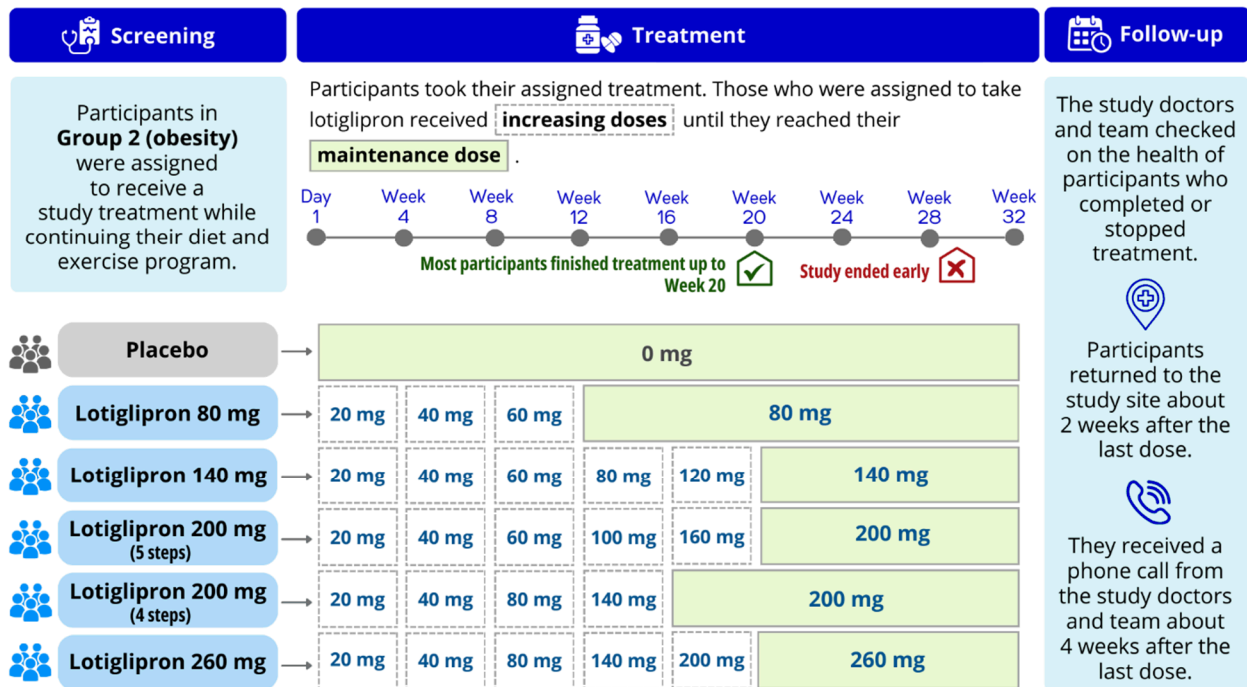 Screening
Treatment
Follow-up
Participants in
Group 2 (obesity)
were assigned
to receive a
study treatment while
continuing their diet and
exercise program.
Participants took their assigned treatment. Those who were assigned to take
lotiglipron received increasing doses until they reached their
maintenance dose .
Day Week Week Week Week Week Week Week Week
1 4 8 12 16 20 24 28 32
Most participants finished treatment up to
Week 20
Study ended early
Placebo
0 mg
Lotiglipron 80 mg
20 mg 40 mg 60 mg 80 mg
Lotiglipron 140 mg
20 mg 40 mg 60 mg 80 mg 120 mg 140 mg
Lotiglipron 200 mg
(5 steps)
20 mg 40 mg 60 mg 100 mg 160 mg 200 mg
Lotiglipron 200 mg
(4 steps)
20 mg 40 mg 80 mg 140 mg 200 mg
Lotiglipron 260 mg
20 mg 40 mg 80 mg 140 mg 200 mg 260 mg
The study doctors
and team checked
on the health of
participants who
completed or
stopped
treatment.
Participants
returned to the
study site about
2 weeks after the
last dose.
They received a
phone call from
the study doctors
and team about
4 weeks after the
last dose.